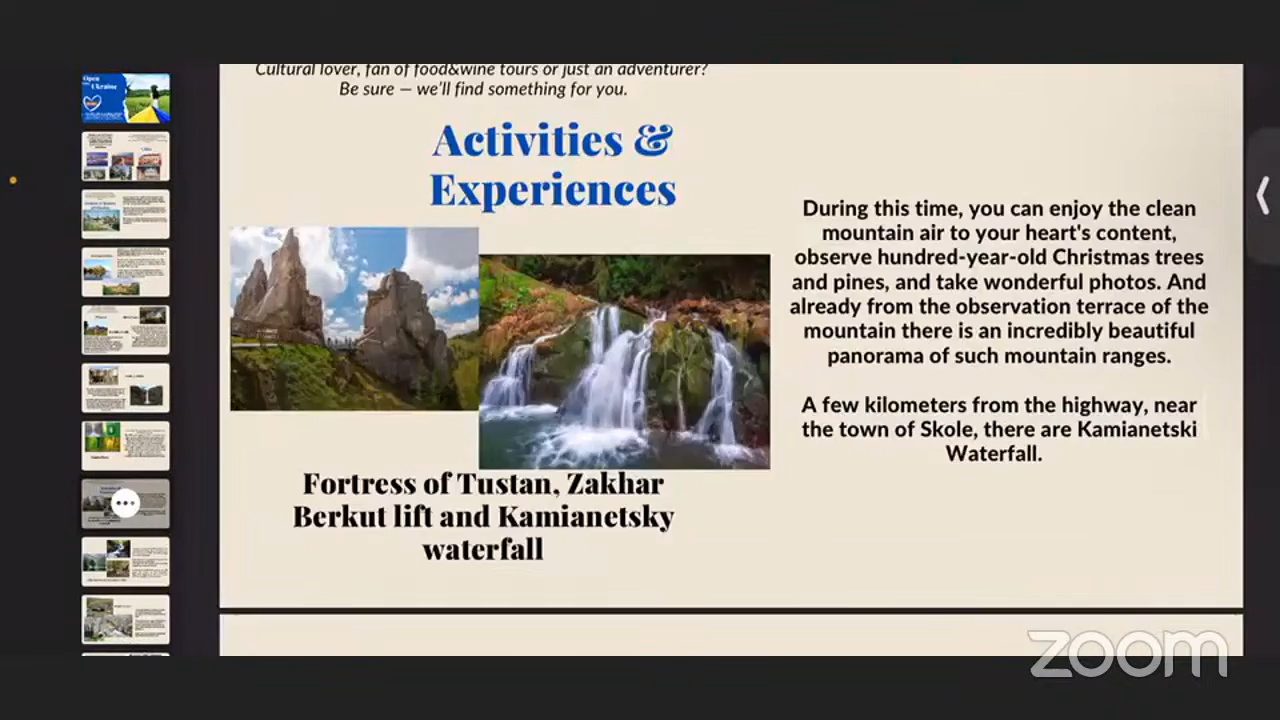 Cultural lover, fan of food&wine tours or just an adventurer?
Be sure — we'll find something for you.
Activities &
Experiences
During this time, you can enjoy the clean
mountain air to your heart's content,
observe hundred-year-old Christmas trees
and pines, and take wonderful photos. And
already from the observation terrace of the
mountain there is an incredibly beautiful
panorama of such mountain ranges.
A few kilometers from the highway, near
the town of Skole, there are Kamianetski
Waterfall.
Fortress of Tustan, Zakhar
Berkut lift and Kamianetsky
waterfall
Open
Ukraine
zoom